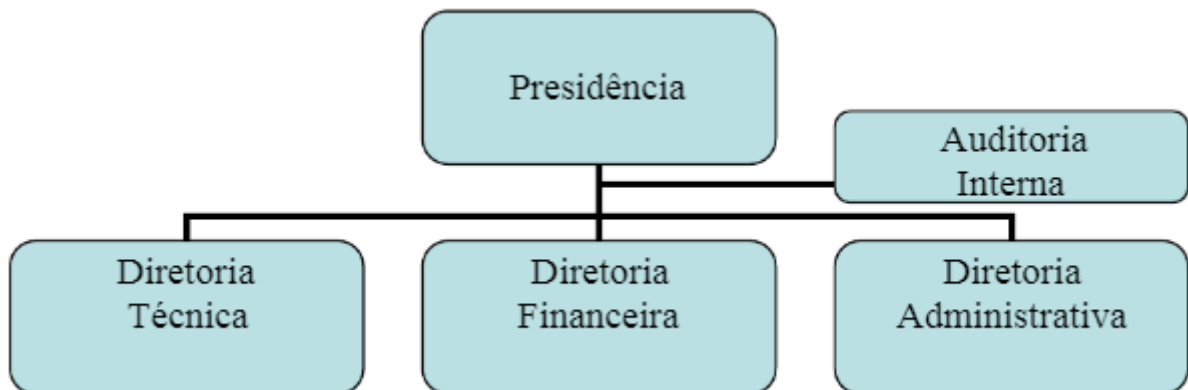 Presidência
Auditoria
Interna
Diretoria
Técnica
Diretoria
Financeira
Diretoria
Administrativa